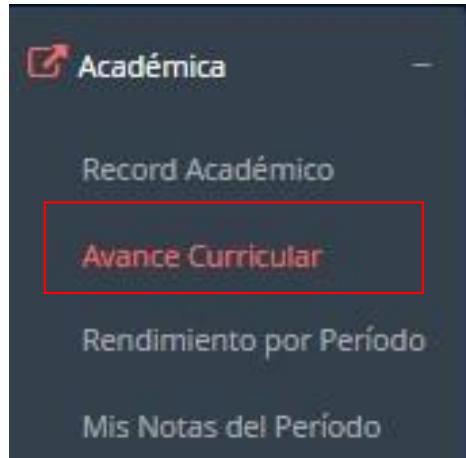 Académica
Record Académico
Avance Curricular
Rendimiento por Período
Mis Notas del Período